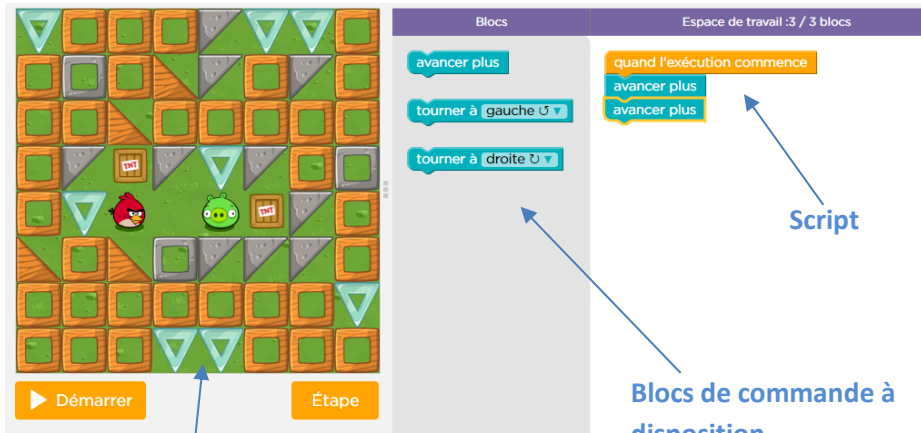 Blocs
Espace de travail :3 / 3 blocs
avancer plus
tourner à gauche ↺ ▼
tourner à droite ↻ ▼
quand l'exécution commence
avancer plus
avancer plus
TNT
TNT
Script
Démarrer
Étape
Blocs de commande à
disposition